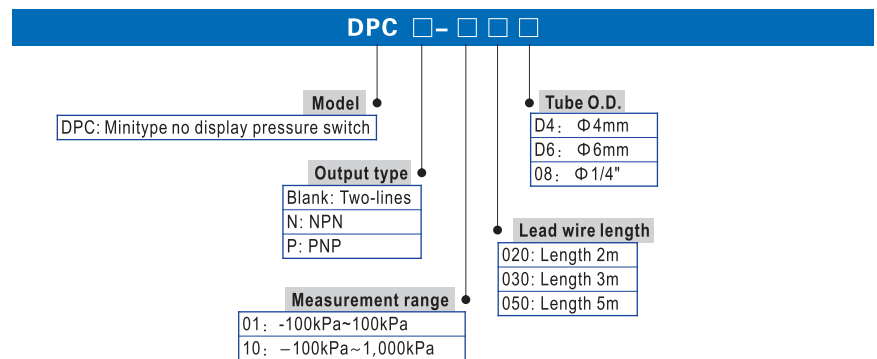 DPC □–□□□
Model
DPC: Minitype no display pressure switch
Output type
Blank: Two-lines
N: NPN
P: PNP
Measurement range
01: -100kPa~100kPa
10: –100kPa~1,000kPa
Lead wire length
020: Length 2m
030: Length 3m
050: Length 5m
Tube O.D.
D4: Φ4mm
D6: Φ6mm
08: Φ1/4"